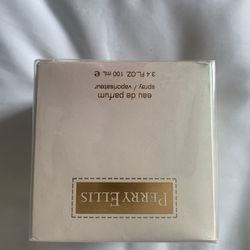 PERRY ELLIS
eau de parfum
spray / vaporisateur
3.4 FL.OZ. 100 mL ℮